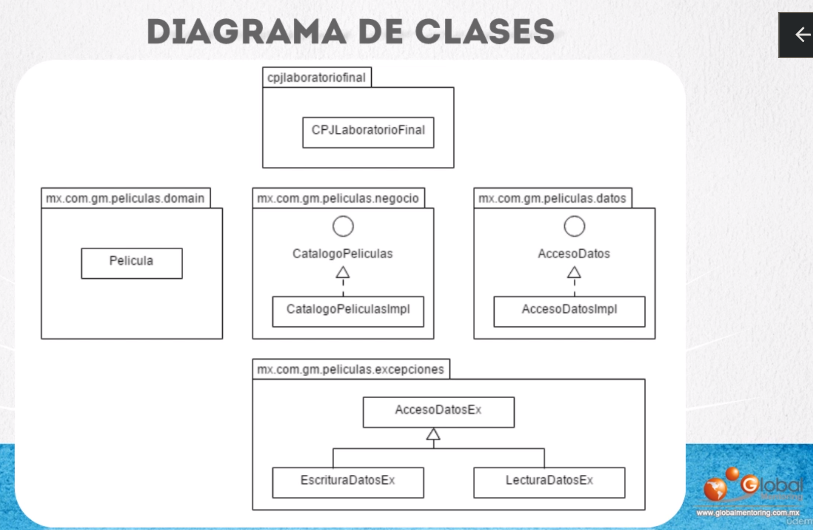 DIAGRAMA DE CLASES
cpjlaboratoriofinal
CPJLaboratorioFinal
mx.com.gm.peliculas.domain
Pelicula
mx.com.gm.peliculas.negocio
CatalogoPeliculas
CatalogoPeliculasImpl
mx.com.gm.peliculas.datos
AccesoDatos
AccesoDatosImpl
mx.com.gm.peliculas.excepciones
AccesoDatosEx
EscrituraDatosEx
LecturaDatosEx
Global
Mentoring
www.globalmentoring.com.mx